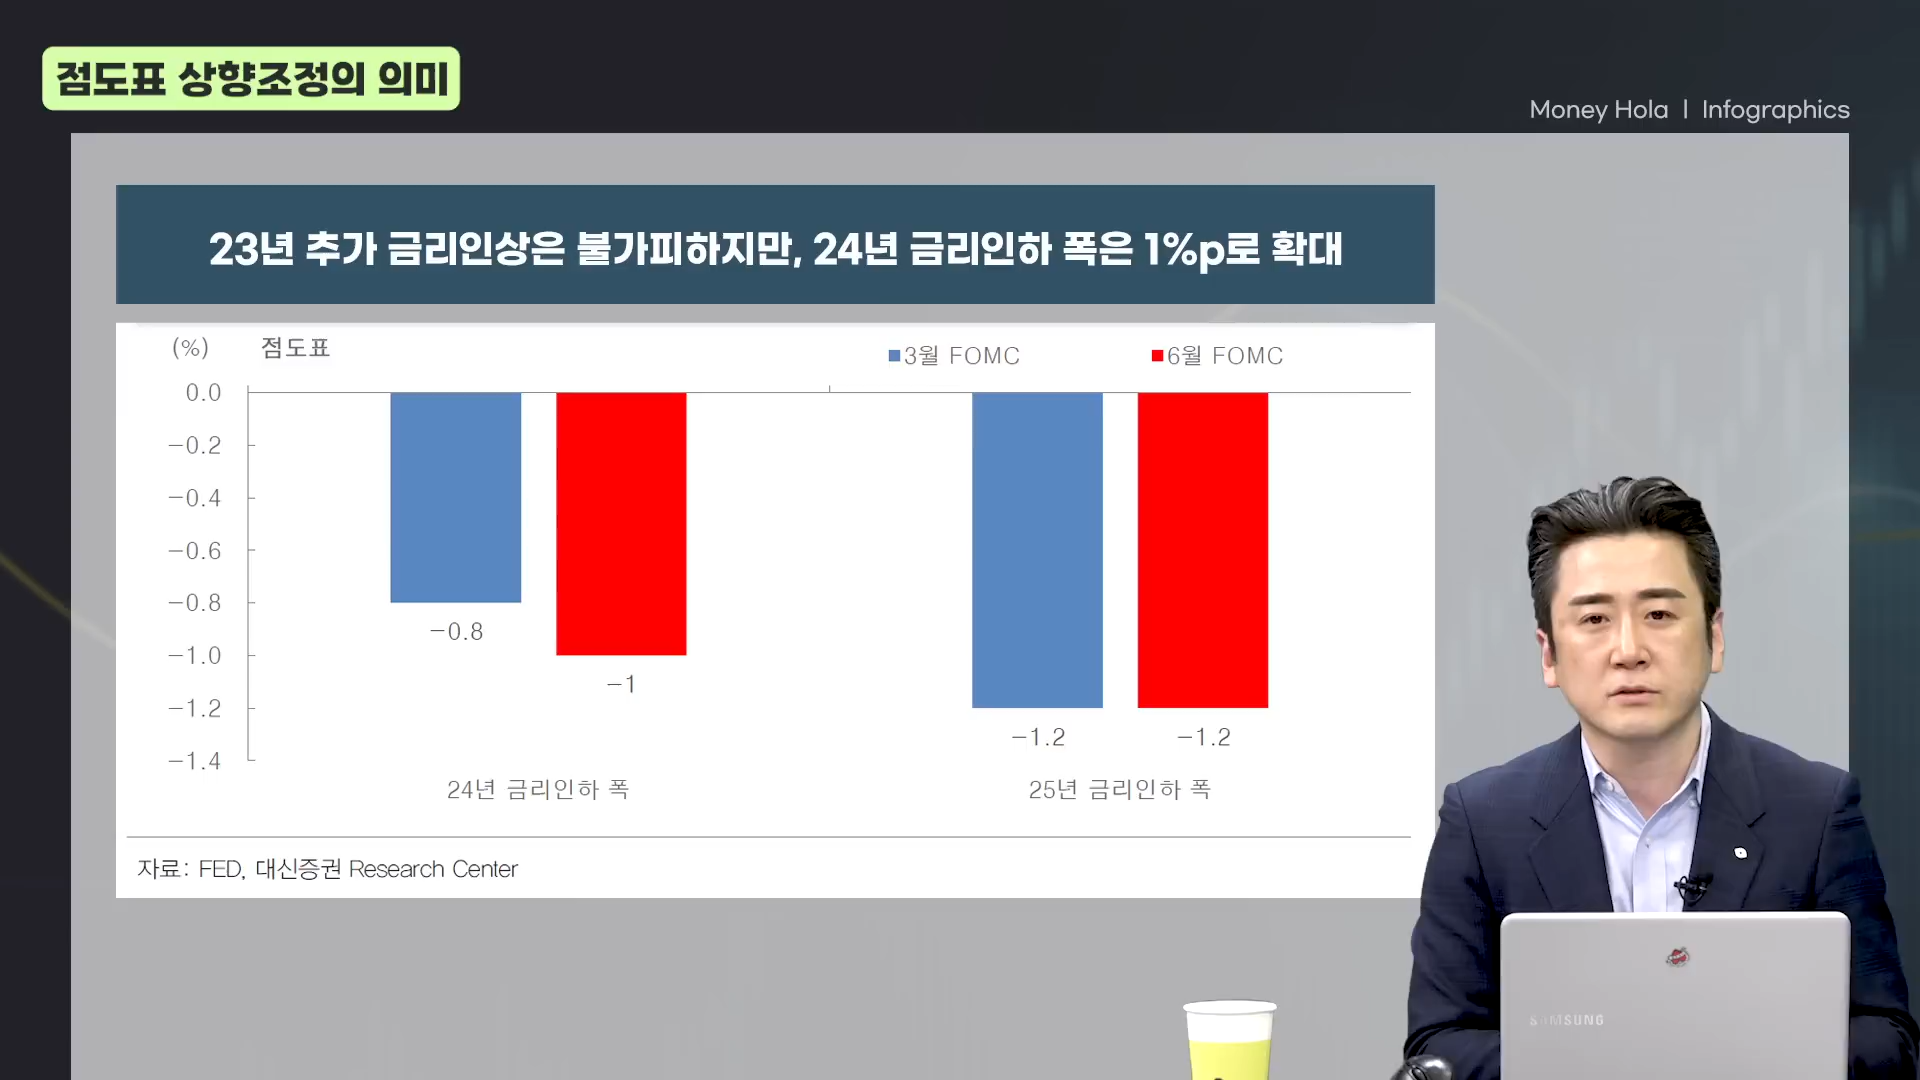 점도표 상향조정의 의미
Money Hola | Infographics
23년 추가 금리인상은 불가피하지만, 24년 금리인하 폭은 1%p로 확대
(%) 점도표
3월 FOMC 6월 FOMC
0.0
-0.2
-0.4
-0.6
-0.8
-1.0
-1.2
-1.4
-0.8
-1
-1.2
-1.2
24년 금리인하 폭
25년 금리인하 폭
자료: FED, 대신증권 Research Center
SAMSUNG